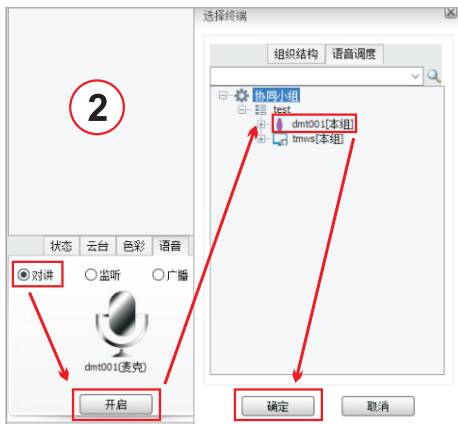 选择终端
组织结构 语音调度
协同小组
test
dmt001[本组]
tmws[本组]
2
状态 云台 色彩 语音
对讲 监听 广播
dmt001(麦克)
开启
确定 取消